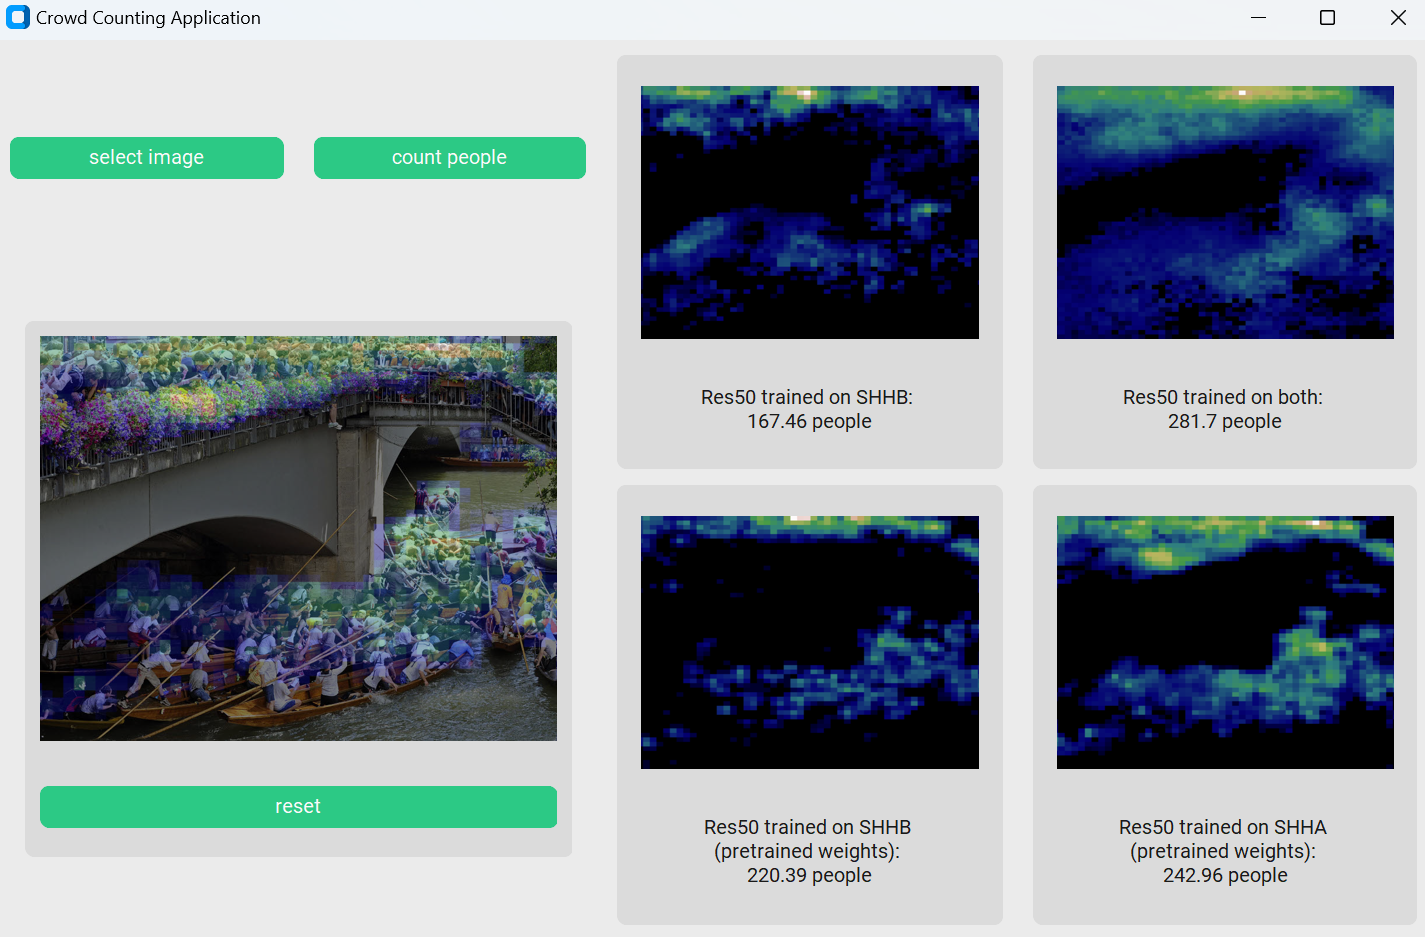 Crowd Counting Application
select image
count people
reset
Res50 trained on SHHB:
167.46 people
Res50 trained on both:
281.7 people
Res50 trained on SHHB
(pretrained weights):
220.39 people
Res50 trained on SHHA
(pretrained weights):
242.96 people